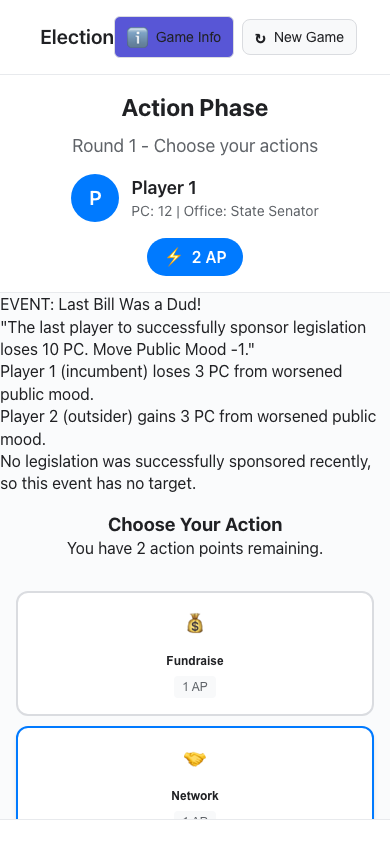 Election
ℹ️ Game Info
↻ New Game
Action Phase
Round 1 - Choose your actions
P
Player 1
PC: 12 | Office: State Senator
⚡ 2 AP
EVENT: Last Bill Was a Dud!
"The last player to successfully sponsor legislation
loses 10 PC. Move Public Mood -1."
Player 1 (incumbent) loses 3 PC from worsened
public mood.
Player 2 (outsider) gains 3 PC from worsened public
mood.
No legislation was successfully sponsored recently,
so this event has no target.
Choose Your Action
You have 2 action points remaining.
Fundraise
1 AP
Network
1 AP